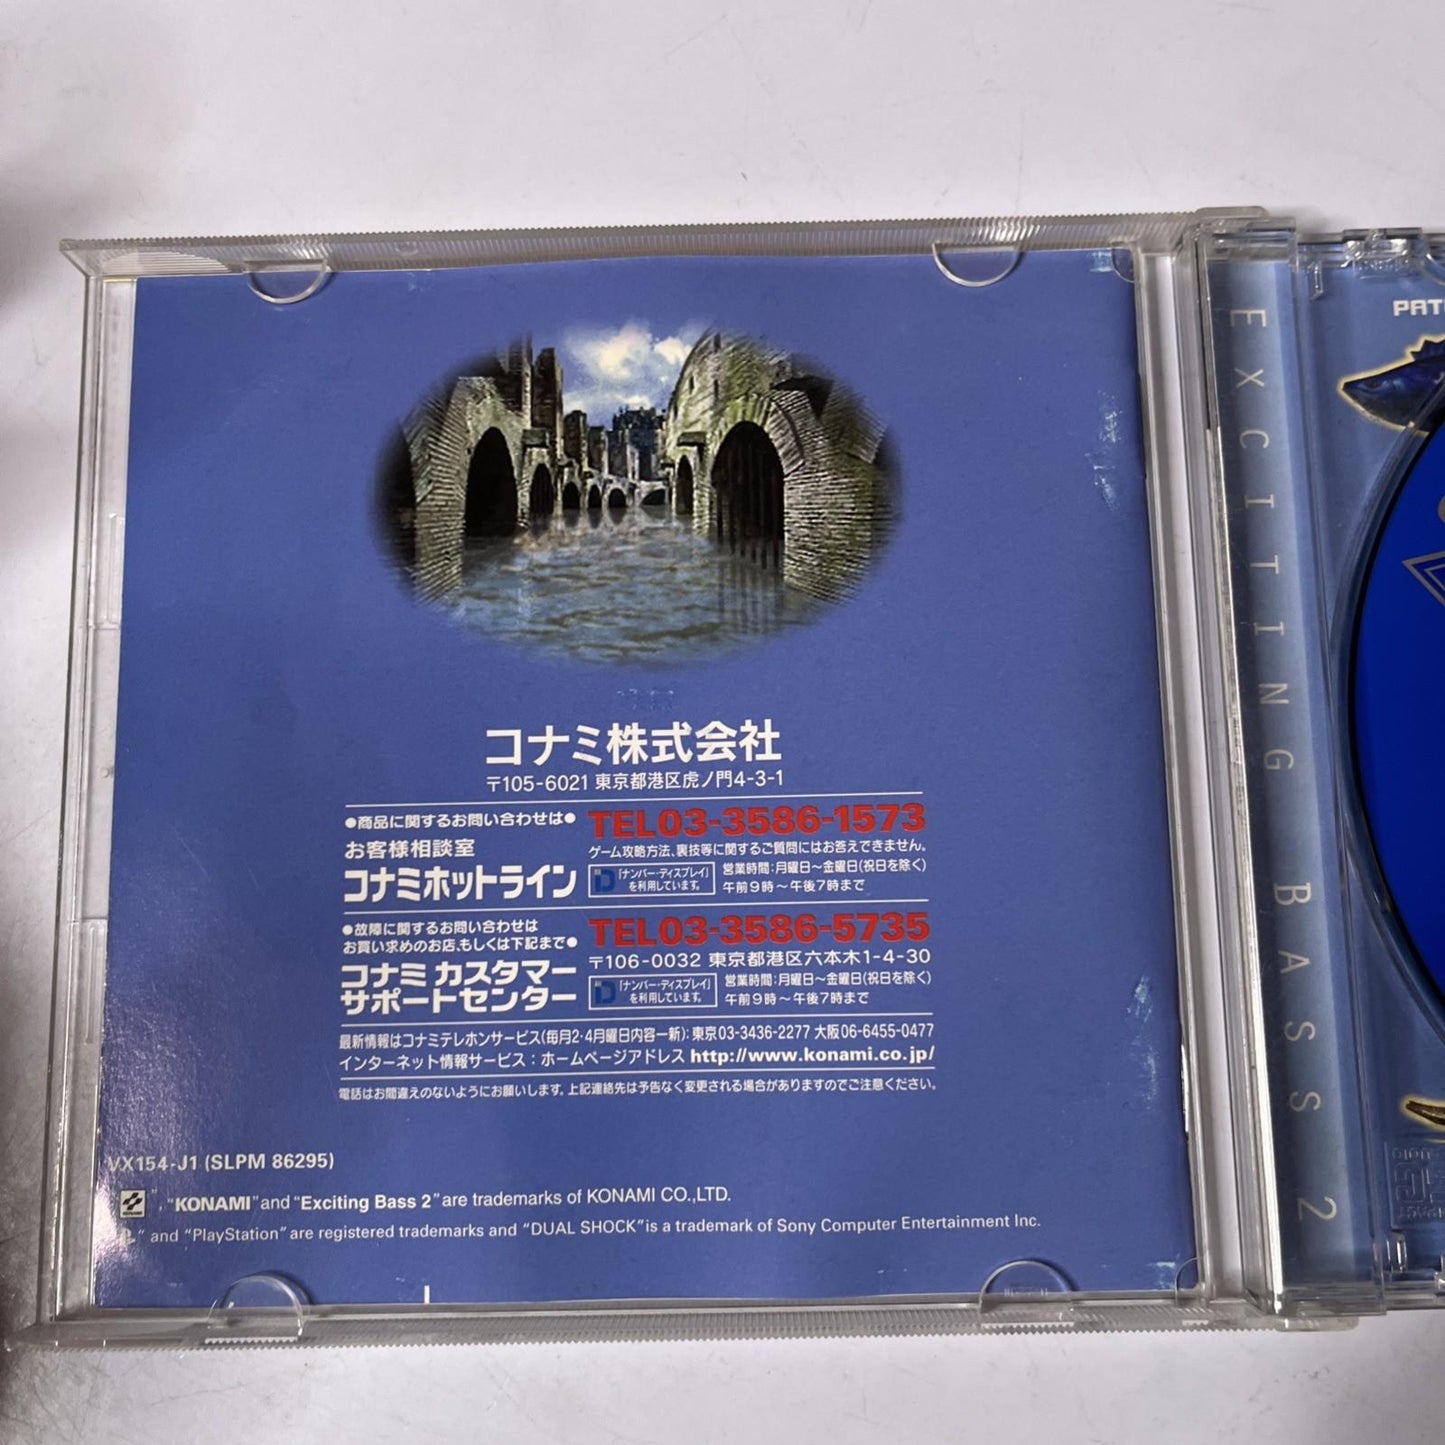 コナミ株式会社
〒105-6021 東京都港区虎ノ門4-3-1
●商品に関するお問い合わせは●
お客様相談室
コナミホットライン
TEL03-3586-1573
ゲーム攻略方法、裏技等に関するご質問にはお答えできません。
「ナンバー・ディスプレイ」
を利用しています。
営業時間:月曜日〜金曜日(祝日を除く)
午前9時〜午後7時まで
●故障に関するお問い合わせは
お買い求めのお店、もしくは下記まで●
コナミカスタマー
サポートセンター
TEL03-3586-5735
〒106-0032 東京都港区六本木1-4-30
「ナンバー・ディスプレイ」
を利用しています。
営業時間:月曜日〜金曜日(祝日を除く)
午前9時〜午後7時まで
最新情報はコナミテレホンサービス(毎月2・4月曜日内容一新):東京03-3436-2277 大阪06-6455-0477
インターネット情報サービス：ホームページアドレス http://www.konami.co.jp/
電話はお間違えのないようにお願いします。上記連絡先は予告なく変更される場合がありますのでご注意ください。
VX154-J1 (SLPM 86295)
KONAMI ", "KONAMI" and "Exciting Bass 2" are trademarks of KONAMI CO.,LTD.
" and "PlayStation" are registered trademarks and "DUAL SHOCK" is a trademark of Sony Computer Entertainment Inc.
EXCITING BASS 2